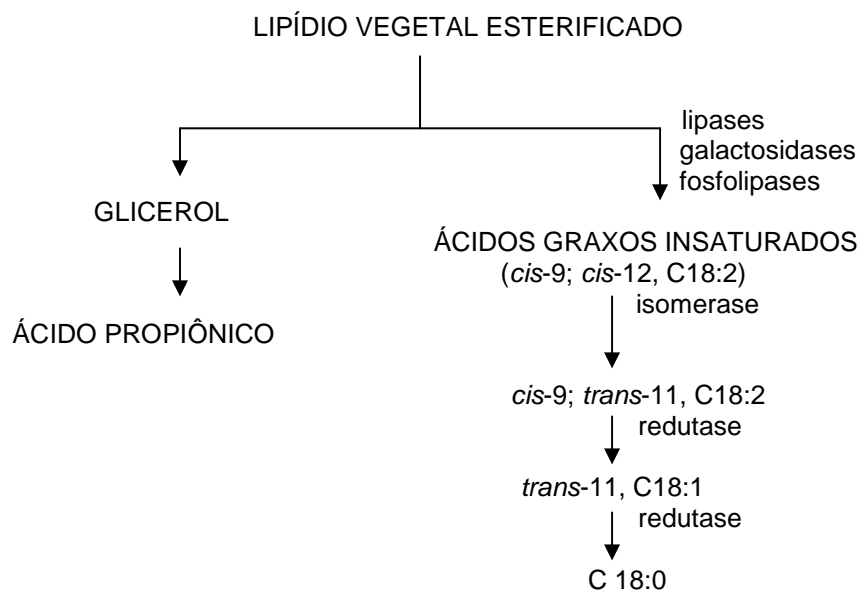 LIPÍDIO VEGETAL ESTERIFICADO
lipases
galactosidases
fosfolipases
GLICEROL
ÁCIDOS GRAXOS INSATURADOS
(cis-9; cis-12, C18:2)
isomerase
ÁCIDO PROPIÔNICO
cis-9; trans-11, C18:2
redutase
trans-11, C18:1
redutase
C 18:0